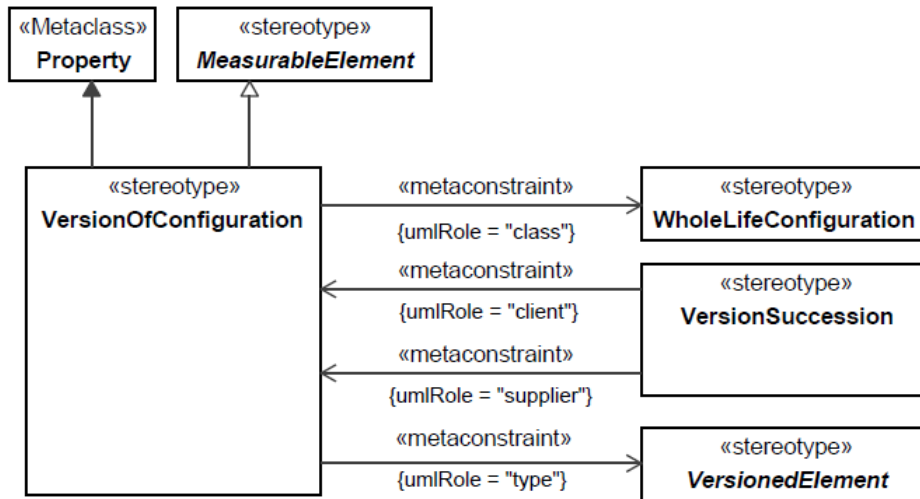 «Metaclass»
Property
«stereotype»
MeasurableElement
«stereotype»
VersionOfConfiguration
«metaconstraint»
{umlRole = "class"}
«stereotype»
WholeLifeConfiguration
«metaconstraint»
{umlRole = "client"}
«stereotype»
VersionSuccession
«metaconstraint»
{umlRole = "supplier"}
«metaconstraint»
{umlRole = "type"}
«stereotype»
VersionedElement